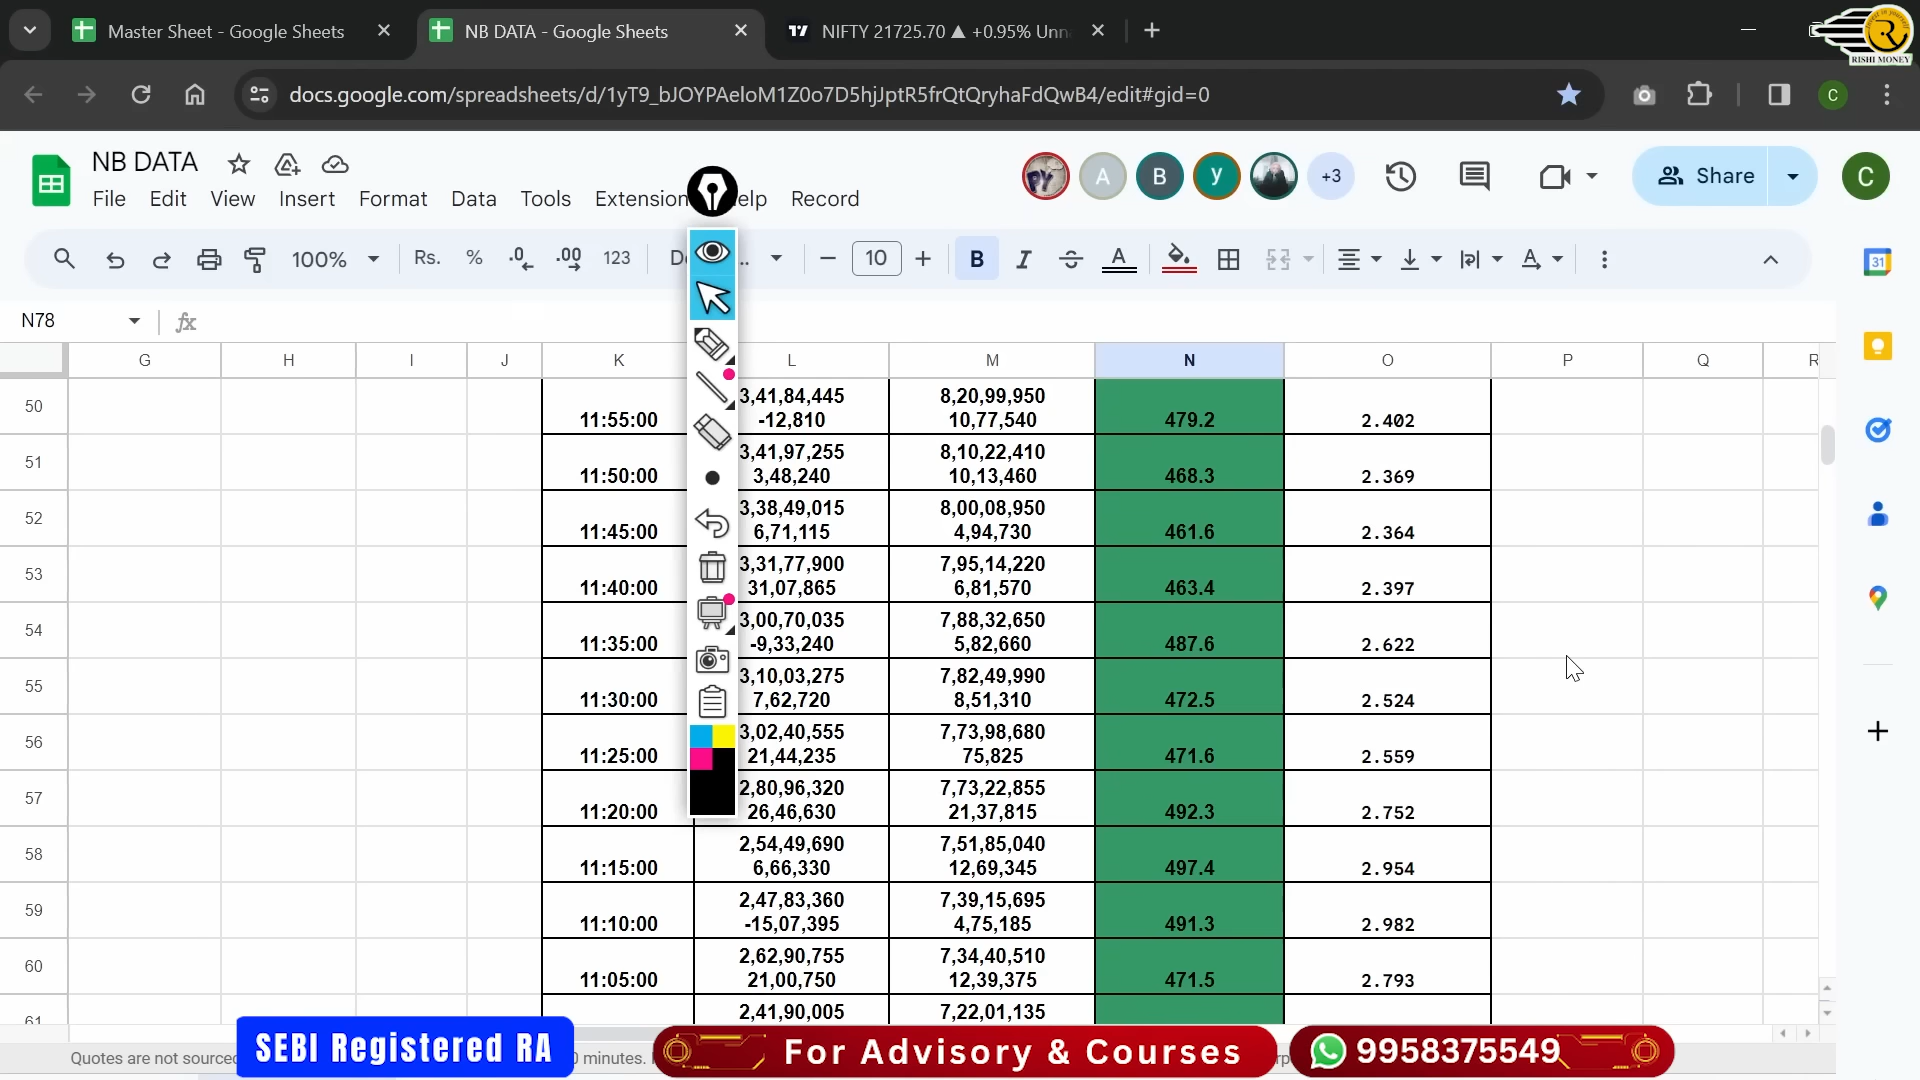 Master Sheet - Google Sheets
NB DATA - Google Sheets
NIFTY 21725.70 ▲ +0.95% Unn
RISHI MONEY
docs.google.com/spreadsheets/d/1yT9_bJOYPAeloM1Z0o7D5hjJptR5frQtQryhaFdQwB4/edit#gid=0
C
NB DATA
A B y +3
Share
C
File Edit View Insert Format Data Tools Extension elp Record
100% Rs. % .0 .00 123 10 B I A
31
N78 fx
G H I J K L M N O P Q R
50 11:55:00 3,41,84,445 -12,810 8,20,99,950 10,77,540 479.2 2.402
51 11:50:00 3,41,97,255 3,48,240 8,10,22,410 10,13,460 468.3 2.369
52 11:45:00 3,38,49,015 6,71,115 8,00,08,950 4,94,730 461.6 2.364
53 11:40:00 3,31,77,900 31,07,865 7,95,14,220 6,81,570 463.4 2.397
54 11:35:00 3,00,70,035 -9,33,240 7,88,32,650 5,82,660 487.6 2.622
55 11:30:00 3,10,03,275 7,62,720 7,82,49,990 8,51,310 472.5 2.524
56 11:25:00 3,02,40,555 21,44,235 7,73,98,680 75,825 471.6 2.559
57 11:20:00 2,80,96,320 26,46,630 7,73,22,855 21,37,815 492.3 2.752
58 11:15:00 2,54,49,690 6,66,330 7,51,85,040 12,69,345 497.4 2.954
59 11:10:00 2,47,83,360 -15,07,395 7,39,15,695 4,75,185 491.3 2.982
60 11:05:00 2,62,90,755 21,00,750 7,34,40,510 12,39,375 471.5 2.793
61 2,41,90,005 7,22,01,135
Quotes are not sourced
0 minutes.
SEBI Registered RA
For Advisory & Courses
9958375549